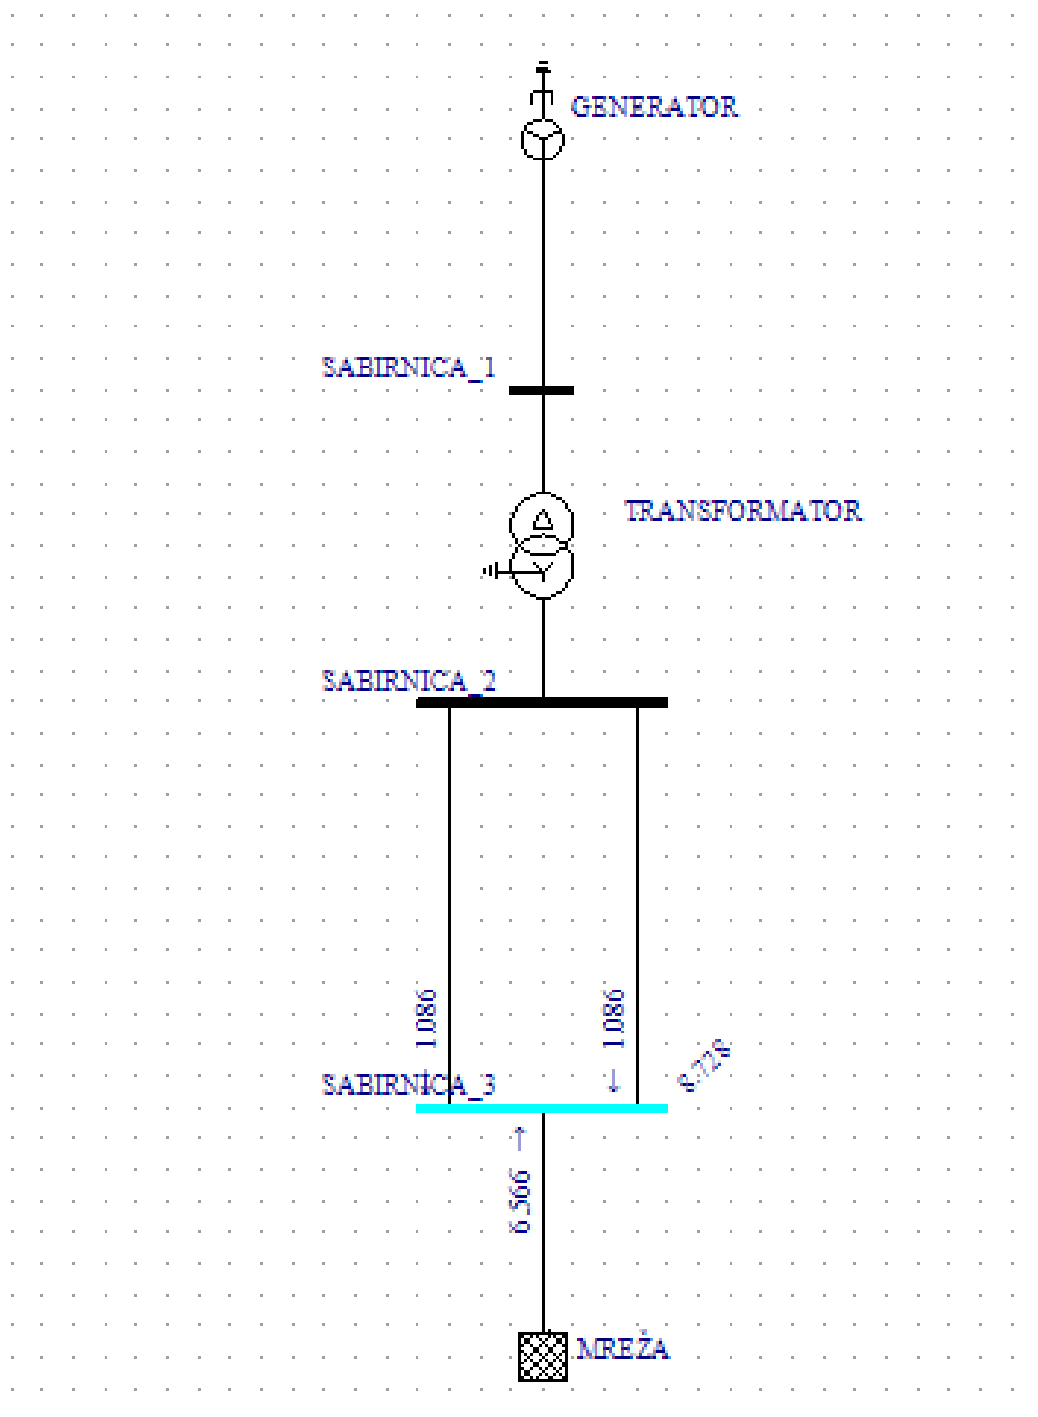 GENERATOR
SABIRNICA_1
TRANSFORMATOR
SABIRNICA_2
1.086
1.086
8.728
SABIRNICA_3
6.566
MREŽA